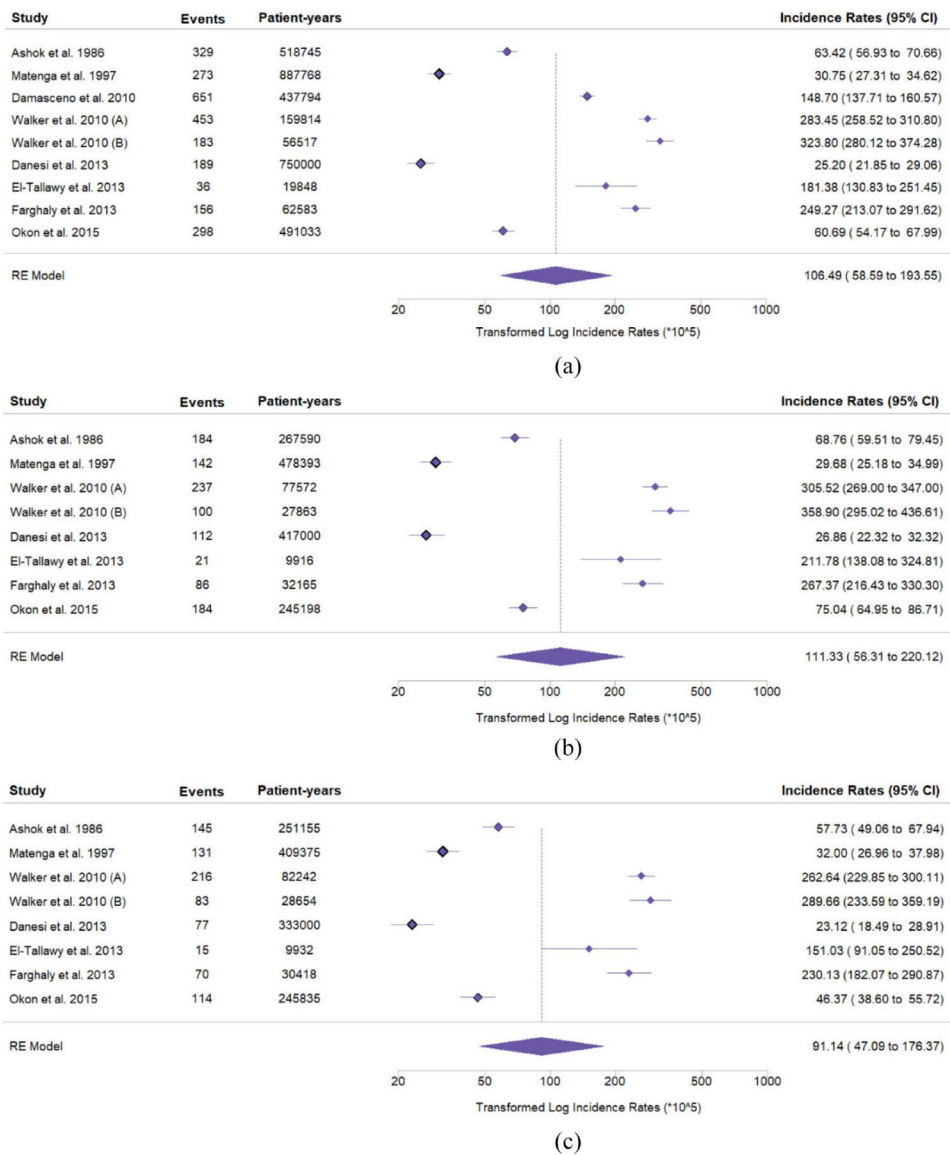 Study Events Patient-years Incidence Rates (95% CI)
Ashok et al. 1986 329 518745 63.42 ( 56.93 to 70.66)
Matenga et al. 1997 273 887768 30.75 ( 27.31 to 34.62)
Damasceno et al. 2010 651 437794 148.70 (137.71 to 160.57)
Walker et al. 2010 (A) 453 159814 283.45 (258.52 to 310.80)
Walker et al. 2010 (B) 183 56517 323.80 ( 280.12 to 374.28)
Danesi et al. 2013 189 750000 25.20 ( 21.85 to 29.06)
El-Tallawy et al. 2013 36 19848 181.38 ( 130.83 to 251.45)
Farghaly et al. 2013 156 62583 249.27 ( 213.07 to 291.62)
Okon et al. 2015 298 491033 60.69 ( 54.17 to 67.99)
RE Model 106.49 ( 58.59 to 193.55)
20 50 100 200 500 1000
Transformed Log Incidence Rates (*10^5)
(a)
Study Events Patient-years Incidence Rates (95% CI)
Ashok et al. 1986 184 267590 68.76 ( 59.51 to 79.45)
Matenga et al. 1997 142 478393 29.68 ( 25.18 to 34.99)
Walker et al. 2010 (A) 237 77572 305.52 ( 269.00 to 347.00)
Walker et al. 2010 (B) 100 27863 358.90 ( 295.02 to 436.61)
Danesi et al. 2013 112 417000 26.86 ( 22.32 to 32.32)
El-Tallawy et al. 2013 21 9916 211.78 ( 138.08 to 324.81)
Farghaly et al. 2013 86 32165 267.37 ( 216.43 to 330.30)
Okon et al. 2015 184 245198 75.04 ( 64.95 to 86.71)
RE Model 111.33 ( 56.31 to 220.12)
20 50 100 200 500 1000
Transformed Log Incidence Rates (*10^5)
(b)
Study Events Patient-years Incidence Rates (95% CI)
Ashok et al. 1986 145 251155 57.73 ( 49.06 to 67.94)
Matenga et al. 1997 131 409375 32.00 ( 26.96 to 37.98)
Walker et al. 2010 (A) 216 82242 262.64 ( 229.85 to 300.11)
Walker et al. 2010 (B) 83 28654 289.66 ( 233.59 to 359.19)
Danesi et al. 2013 77 333000 23.12 ( 18.49 to 28.91)
El-Tallawy et al. 2013 15 9932 151.03 ( 91.05 to 250.52)
Farghaly et al. 2013 70 30418 230.13 ( 182.07 to 290.87)
Okon et al. 2015 114 245835 46.37 ( 38.60 to 55.72)
RE Model 91.14 ( 47.09 to 176.37)
20 50 100 200 500 1000
Transformed Log Incidence Rates (*10^5)
(c)